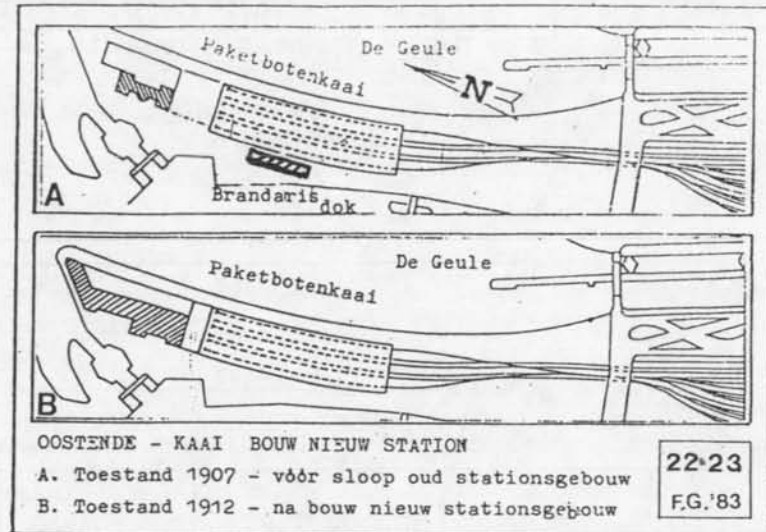 Paketbotenkaai
De Geule
N
Brandaris
dok
A
Paketbotenkaai
De Geule
B
OOSTENDE - KAAI BOUW NIEUW STATION
A. Toestand 1907 - vóór sloop oud stationsgebouw
B. Toestand 1912 - na bouw nieuw stationsgebouw
22&23
F.G.'83